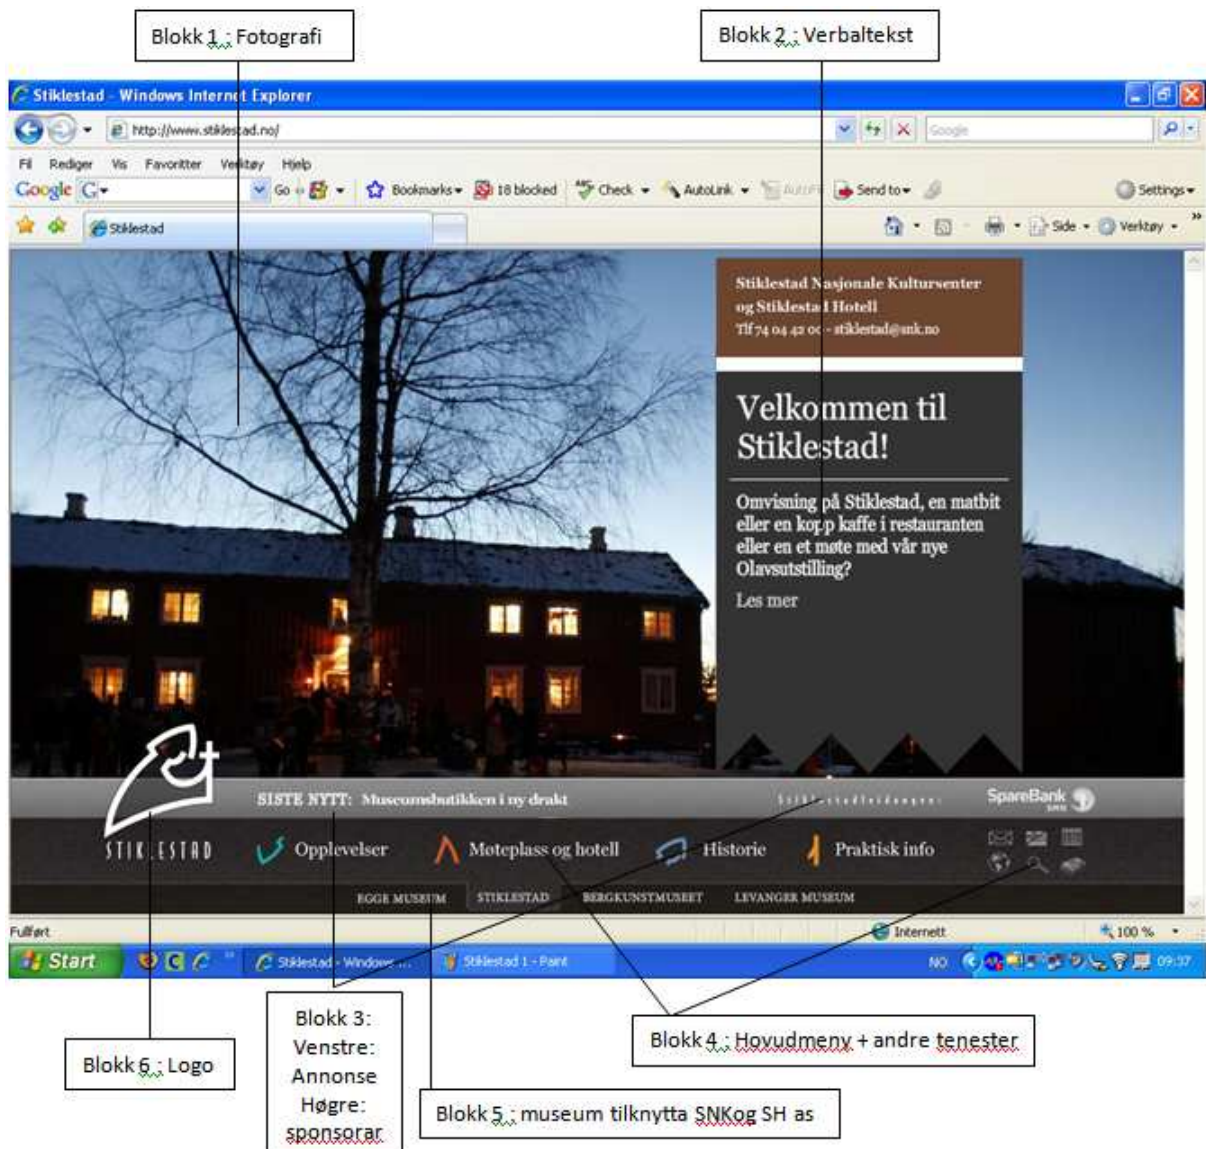 Blokk 1 : Fotografi
Blokk 2 : Verbaltekst
Stiklestad - Windows Internet Explorer
http://www.stiklestad.no/
Google
Fil Rediger Vis Favoritter Verktøy Hjelp
Google G Go Bookmarks 18 blocked Check AutoLink AutoFill Send to Settings
Stiklestad
Side Verktøy »
Stiklestad Nasjonale Kultursenter
og Stiklestad Hotell
Tlf 74 04 42 00 - stiklestad@snk.no
Velkommen til
Stiklestad!
Omvisning på Stiklestad, en matbit
eller en kopp kaffe i restauranten
eller en et møte med vår nye
Olavsutstilling?
Les mer
SISTE NYTT: Museumsbutikken i ny drakt
SpareBank
SMN
STIKLESTAD
Opplevelser Møteplass og hotell Historie Praktisk info
EGGE MUSEUM STIKLESTAD BERGKUNSTMUSEET LEVANGER MUSEUM
Fullført Internett 100 %
Start C Stiklestad - Windows ... Stiklestad 1 - Paint NO 09:37
Blokk 3:
Venstre:
Annonse
Høgre:
sponsorar
Blokk 4 : Hovudmeny + andre tenester
Blokk 6 : Logo
Blokk 5 : museum tilknytta SNKog SH as